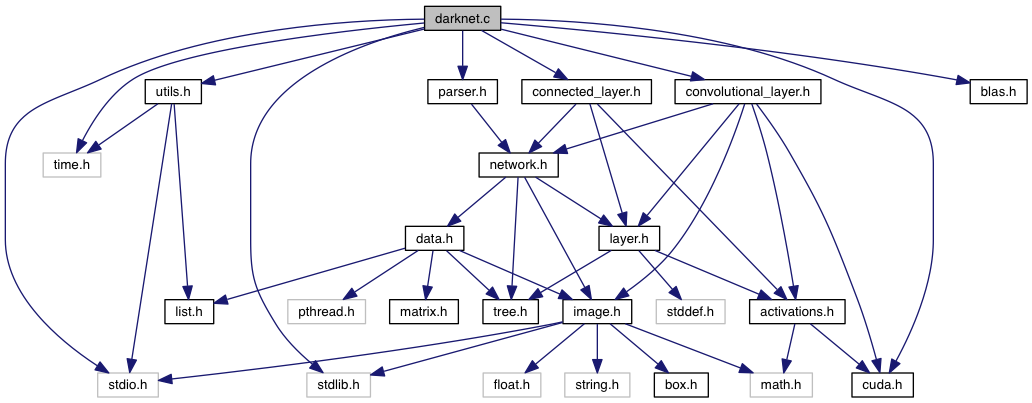 darknet.c
utils.h
parser.h
connected_layer.h
convolutional_layer.h
blas.h
time.h
network.h
data.h
layer.h
list.h
pthread.h
matrix.h
tree.h
image.h
stddef.h
activations.h
stdio.h
stdlib.h
float.h
string.h
box.h
math.h
cuda.h